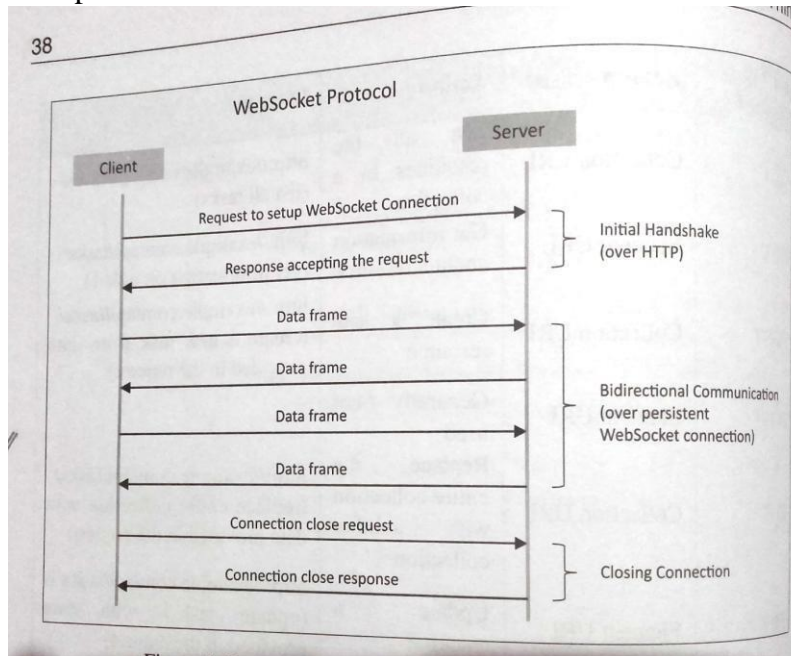 38
WebSocket Protocol
Client
Server
Request to setup WebSocket Connection
Initial Handshake
(over HTTP)
Response accepting the request
Data frame
Data frame
Bidirectional Communication
(over persistent
WebSocket connection)
Data frame
Data frame
Connection close request
Closing Connection
Connection close response